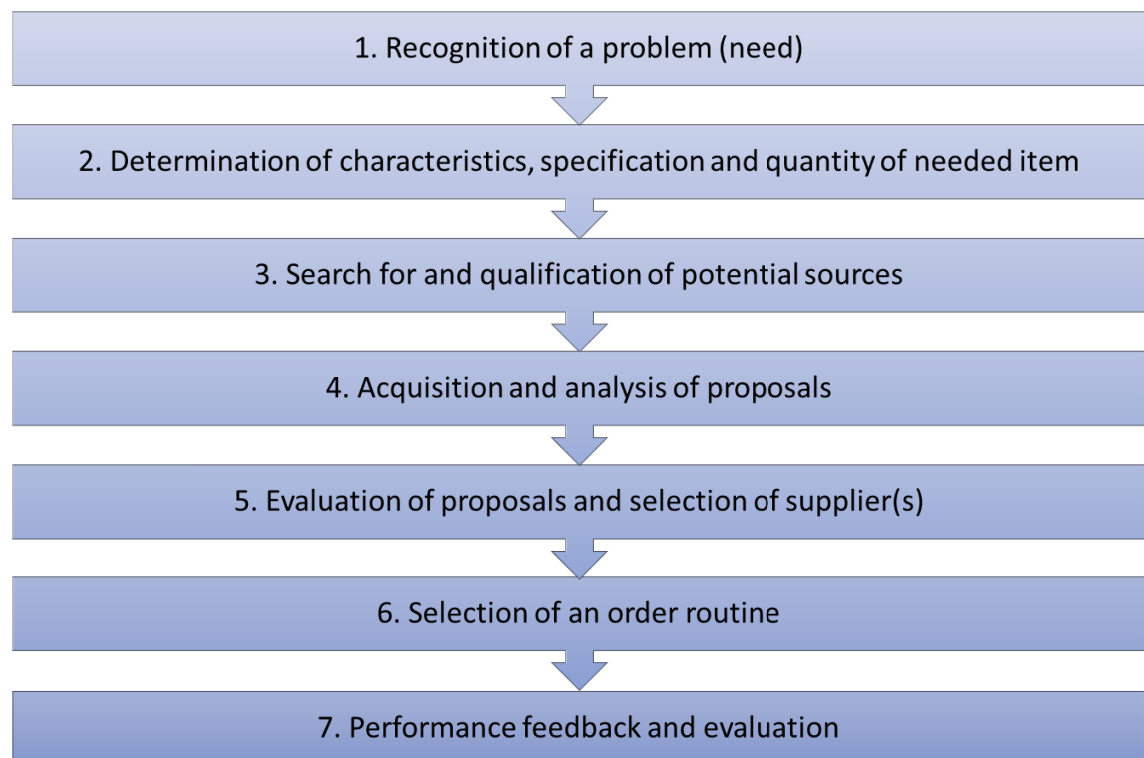 1. Recognition of a problem (need)
2. Determination of characteristics, specification and quantity of needed item
3. Search for and qualification of potential sources
4. Acquisition and analysis of proposals
5. Evaluation of proposals and selection of supplier(s)
6. Selection of an order routine
7. Performance feedback and evaluation